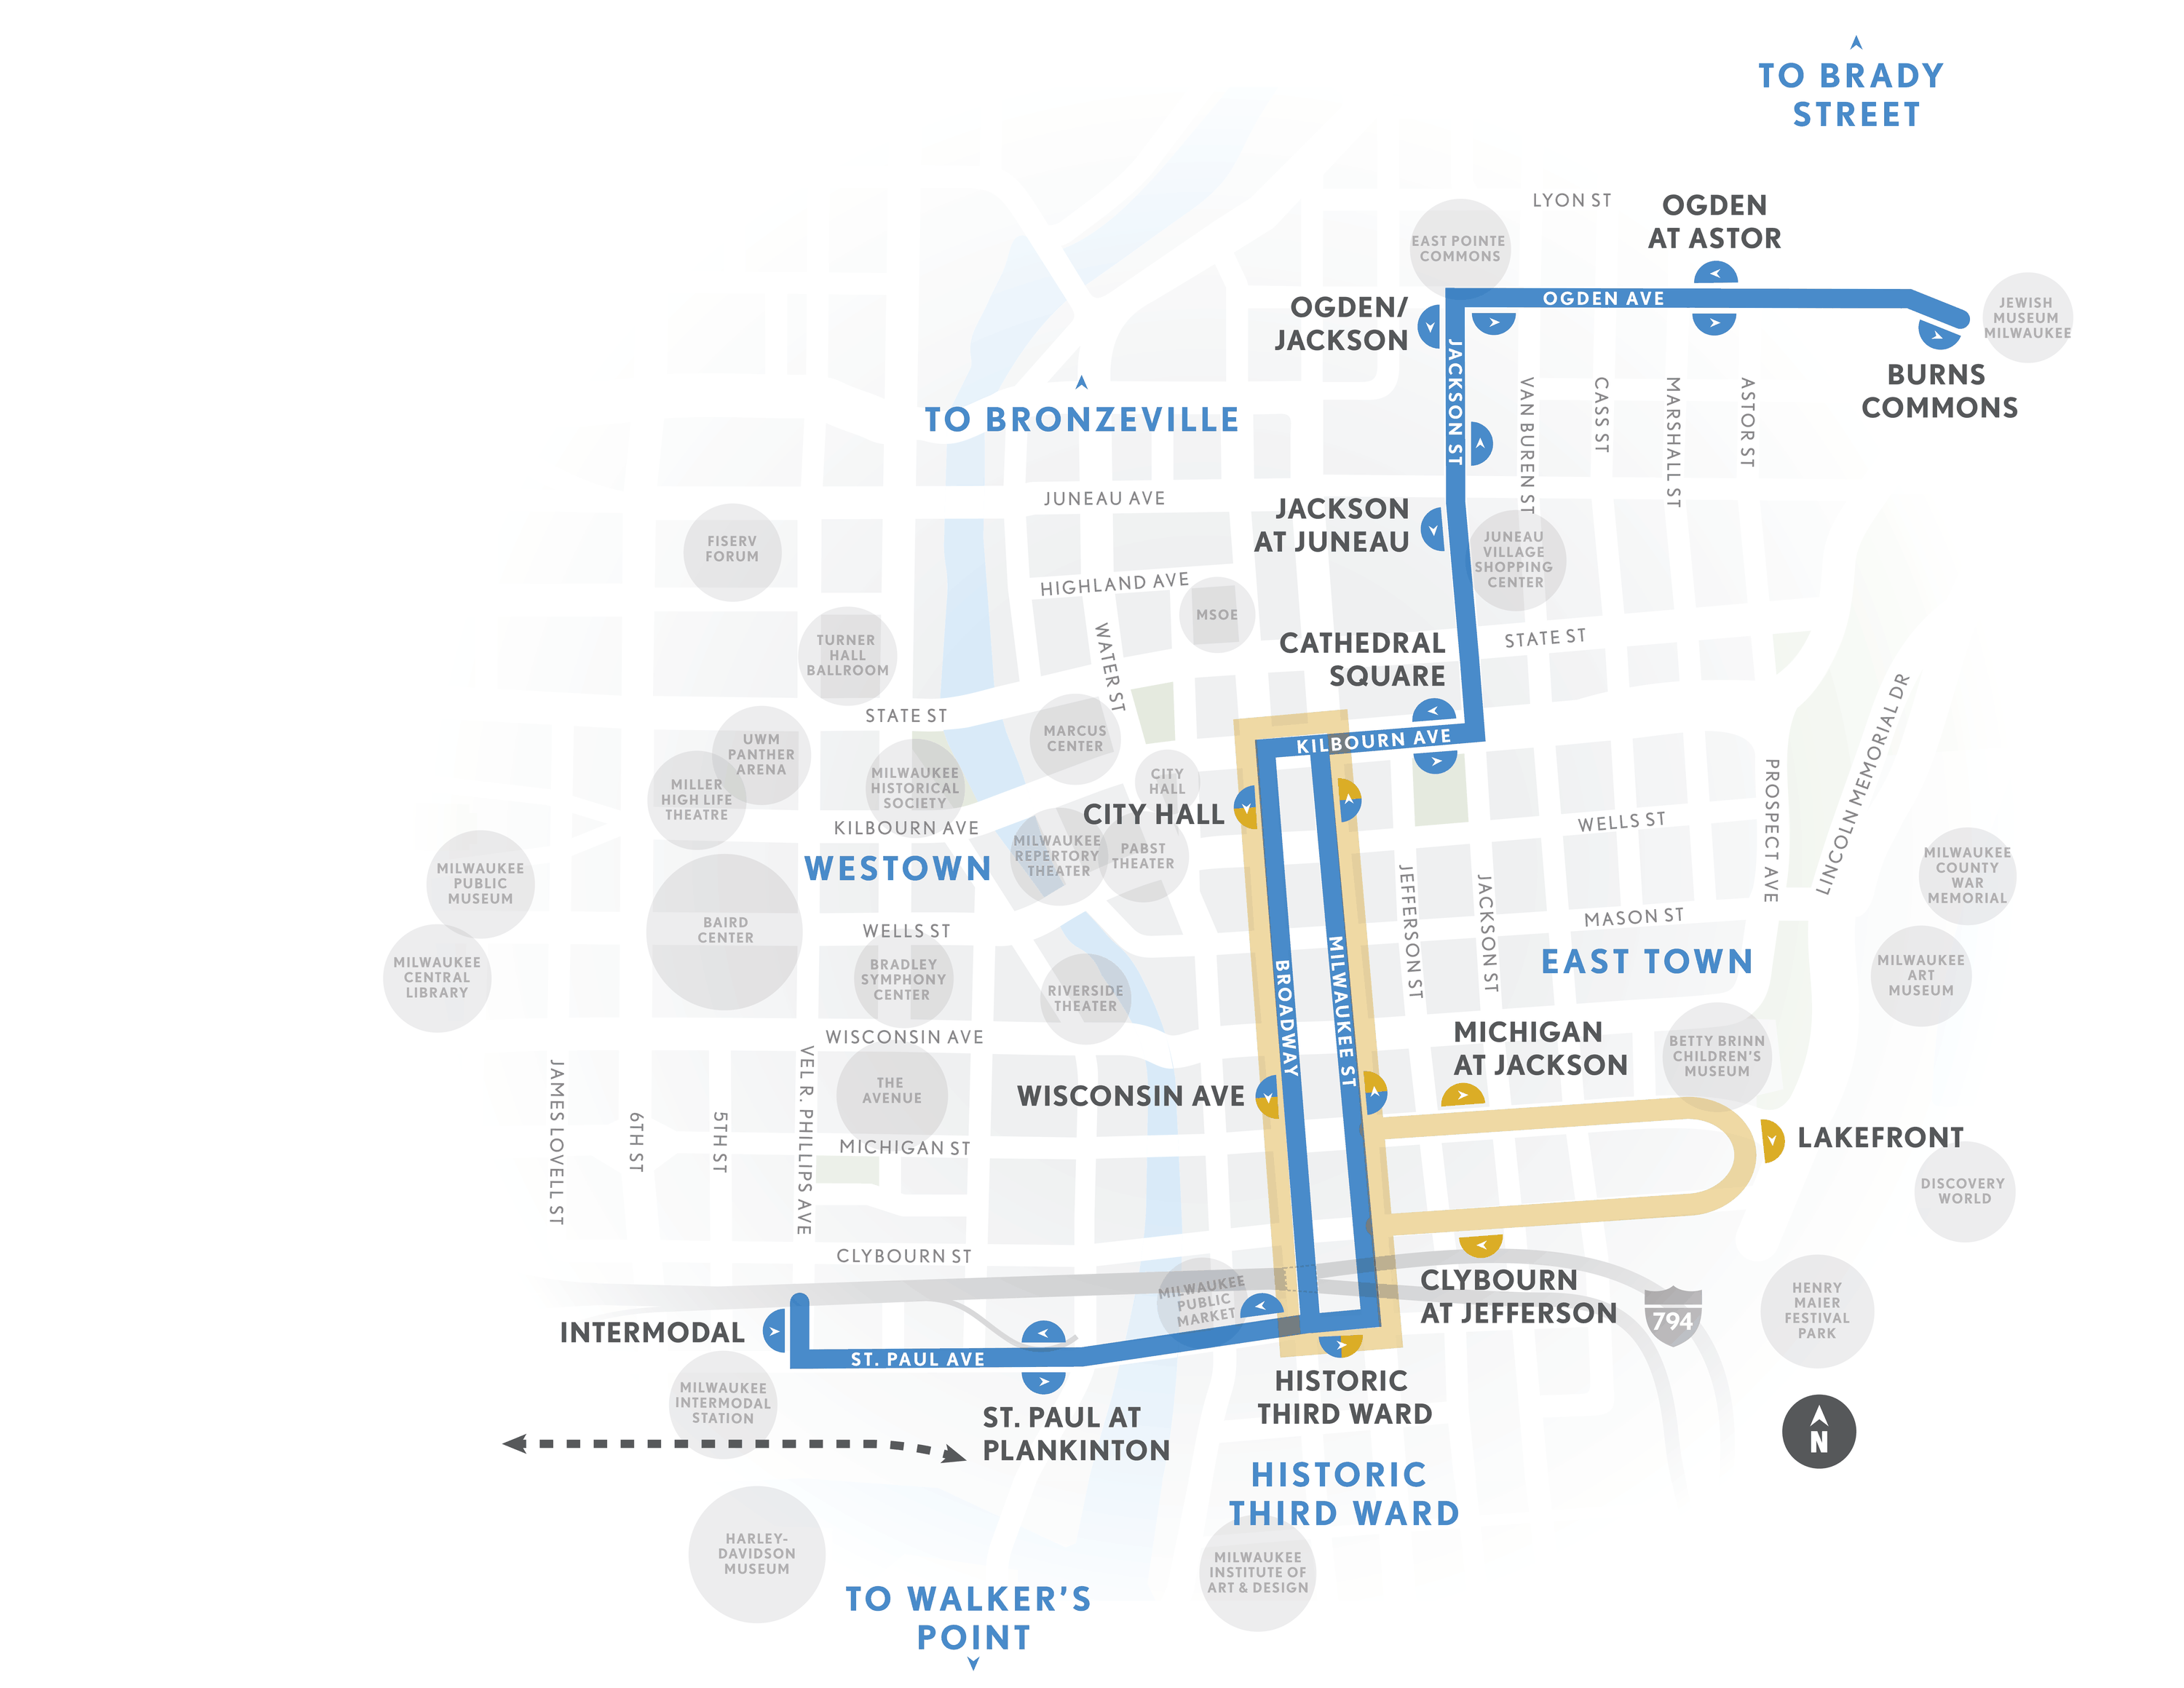 TO BRADY
STREET
LYON ST
OGDEN
AT ASTOR
EAST POINTE
COMMONS
OGDEN AVE
OGDEN/
JACKSON
JEWISH
MUSEUM
MILWAUKEE
BURNS
COMMONS
JACKSON ST
VAN BUREN ST
CASS ST
MARSHALL ST
ASTOR ST
TO BRONZEVILLE
JUNEAU AVE
JACKSON
AT JUNEAU
FISERV
FORUM
JUNEAU
VILLAGE
SHOPPING
CENTER
HIGHLAND AVE
MSOE
WATER ST
TURNER
HALL
BALLROOM
CATHEDRAL
SQUARE
STATE ST
STATE ST
MARCUS
CENTER
KILBOURN AVE
UWM
PANTHER
ARENA
MILLER
HIGH LIFE
THEATRE
MILWAUKEE
HISTORICAL
SOCIETY
CITY
HALL
CITY HALL
KILBOURN AVE
WELLS ST
PROSPECT AVE
LINCOLN MEMORIAL DR
MILWAUKEE
REPERTORY
THEATER
PABST
THEATER
WESTOWN
MILWAUKEE
PUBLIC
MUSEUM
MILWAUKEE
COUNTY
WAR
MEMORIAL
BAIRD
CENTER
WELLS ST
JEFFERSON ST
JACKSON ST
MASON ST
EAST TOWN
MILWAUKEE
CENTRAL
LIBRARY
BRADLEY
SYMPHONY
CENTER
RIVERSIDE
THEATER
BROADWAY
MILWAUKEE ST
MILWAUKEE
ART
MUSEUM
WISCONSIN AVE
MICHIGAN
AT JACKSON
BETTY BRINN
CHILDREN'S
MUSEUM
THE
AVENUE
WISCONSIN AVE
JAMES LOVELL ST
6TH ST
5TH ST
VEL R. PHILLIPS AVE
MICHIGAN ST
LAKEFRONT
DISCOVERY
WORLD
CLYBOURN ST
CLYBOURN
AT JEFFERSON
MILWAUKEE
PUBLIC
MARKET
794
HENRY
MAIER
FESTIVAL
PARK
INTERMODAL
ST. PAUL AVE
MILWAUKEE
INTERMODAL
STATION
HISTORIC
THIRD WARD
ST. PAUL AT
PLANKINTON
N
HISTORIC
THIRD WARD
HARLEY-
DAVIDSON
MUSEUM
MILWAUKEE
INSTITUTE OF
ART & DESIGN
TO WALKER'S
POINT